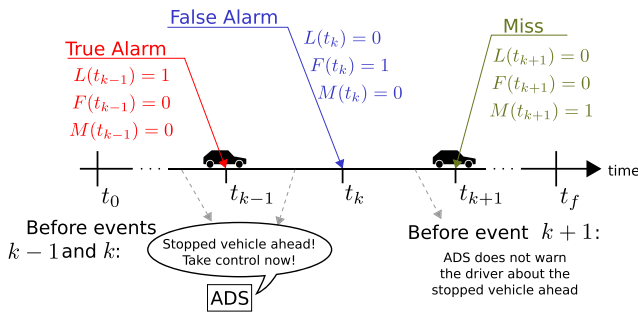 True Alarm
L(t_{k-1}) = 1
F(t_{k-1}) = 0
M(t_{k-1}) = 0
False Alarm
L(t_k) = 0
F(t_k) = 1
M(t_k) = 0
Miss
L(t_{k+1}) = 0
F(t_{k+1}) = 0
M(t_{k+1}) = 1
t_0 ... t_{k-1} t_k t_{k+1} ... t_f time
Before events
k - 1 and k:
Stopped vehicle ahead!
Take control now!
ADS
Before event k + 1:
ADS does not warn
the driver about the
stopped vehicle ahead